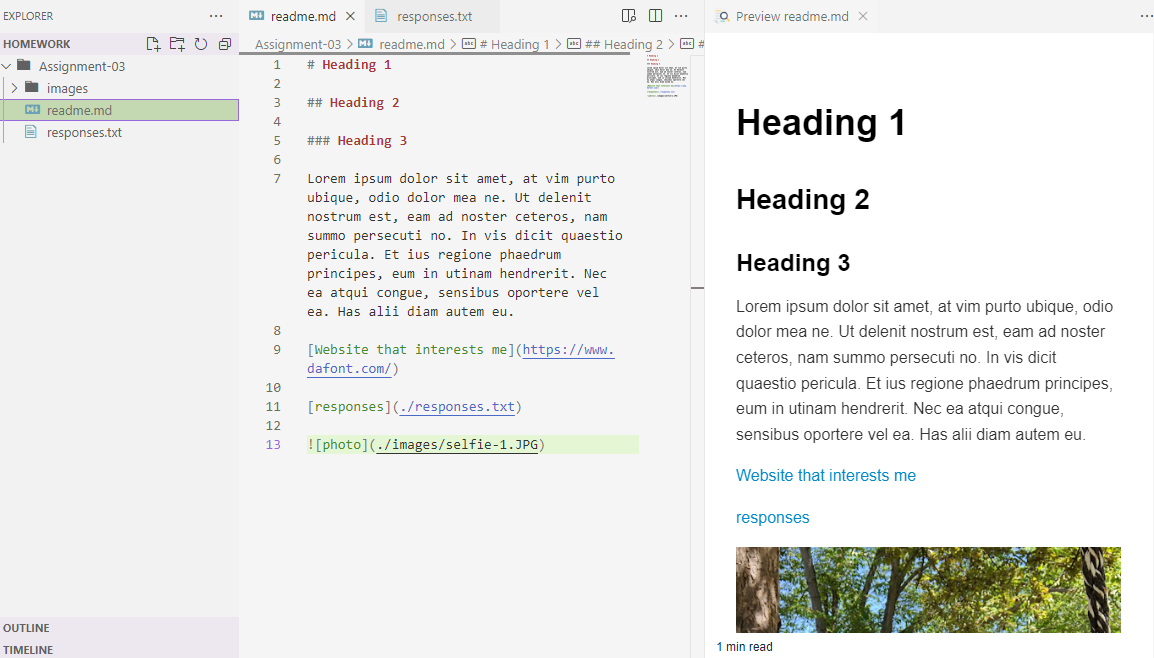 EXPLORER
HOMEWORK
Assignment-03
images
readme.md
responses.txt
OUTLINE
TIMELINE
readme.md
responses.txt
Assignment-03 > readme.md > # Heading 1 > ## Heading 2 > #
1 # Heading 1
2
3 ## Heading 2
4
5 ### Heading 3
6
7 Lorem ipsum dolor sit amet, at vim purto
ubique, odio dolor mea ne. Ut delenit
nostrum est, eam ad noster ceteros, nam
summo persecuti no. In vis dicit quaestio
pericula. Et ius regione phaedrum
principes, eum in utinam hendrerit. Nec
ea atqui congue, sensibus oportere vel
ea. Has alii diam autem eu.
8
9 [Website that interests me](https://www.
dafont.com/)
10
11 [responses](./responses.txt)
12
13 ![photo](./images/selfie-1.JPG)
Preview readme.md
Heading 1
Heading 2
Heading 3
Lorem ipsum dolor sit amet, at vim purto ubique, odio
dolor mea ne. Ut delenit nostrum est, eam ad noster
ceteros, nam summo persecuti no. In vis dicit
quaestio pericula. Et ius regione phaedrum principes,
eum in utinam hendrerit. Nec ea atqui congue,
sensibus oportere vel ea. Has alii diam autem eu.
Website that interests me
responses
1 min read